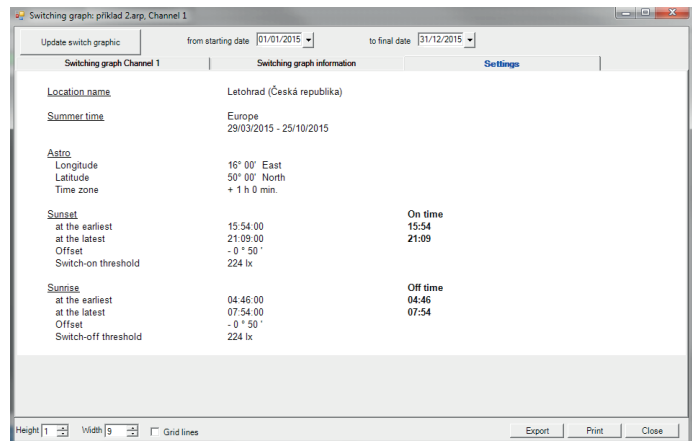 Switching graph: příklad 2.arp, Channel 1
Update switch graphic from starting date 01/01/2015 to final date 31/12/2015
Switching graph Channel 1 Switching graph information Settings
Location name Letohrad (Česká republika)
Summer time Europe
29/03/2015 - 25/10/2015
Astro
Longitude 16° 00' East
Latitude 50° 00' North
Time zone + 1 h 0 min.
Sunset On time
at the earliest 15:54:00 15:54
at the latest 21:09:00 21:09
Offset - 0 ° 50 '
Switch-on threshold 224 lx
Sunrise Off time
at the earliest 04:46:00 04:46
at the latest 07:54:00 07:54
Offset - 0 ° 50 '
Switch-off threshold 224 lx
Height 1 Width 9 Grid lines Export Print Close